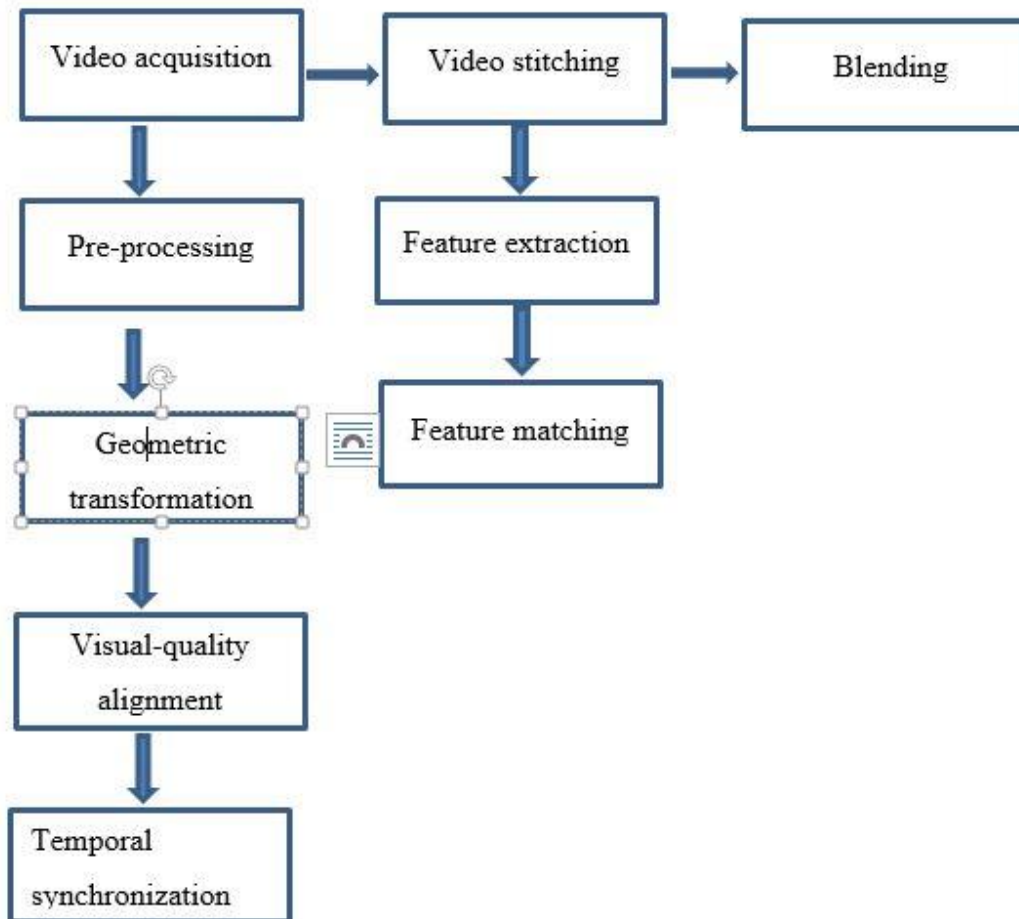 Video acquisition
Video stitching
Blending
Pre-processing
Feature extraction
Geometric
transformation
Feature matching
Visual-quality
alignment
Temporal
synchronization